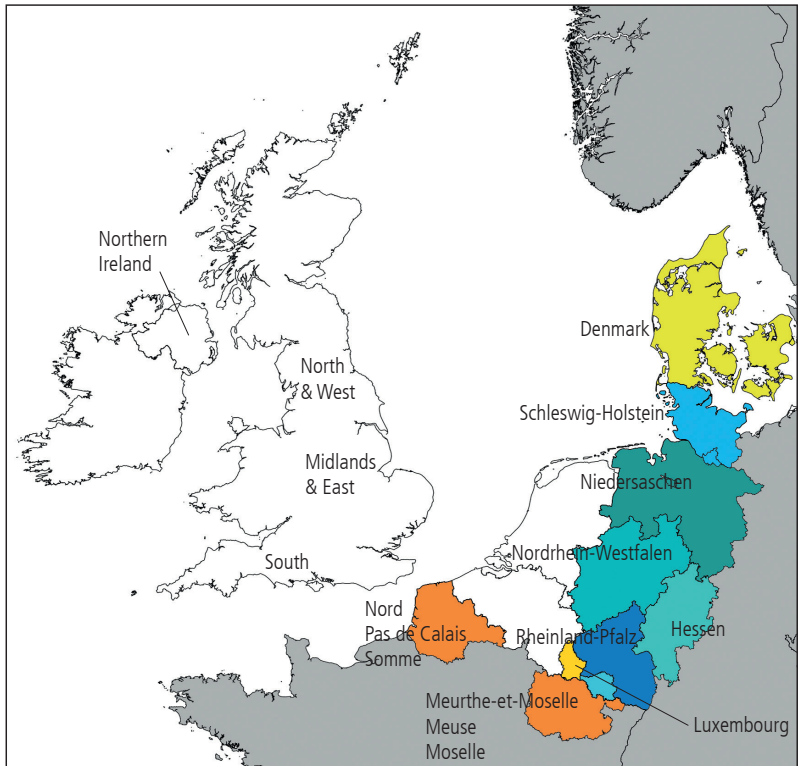 Northern
Ireland
Denmark
North
& West
Schleswig-Holstein
Midlands
& East
Niedersaschen
South
Nordrhein-Westfalen
Nord
Pas de Calais
Somme
Rheinland-Pfalz
Hessen
Meurthe-et-Moselle
Meuse
Moselle
Luxembourg